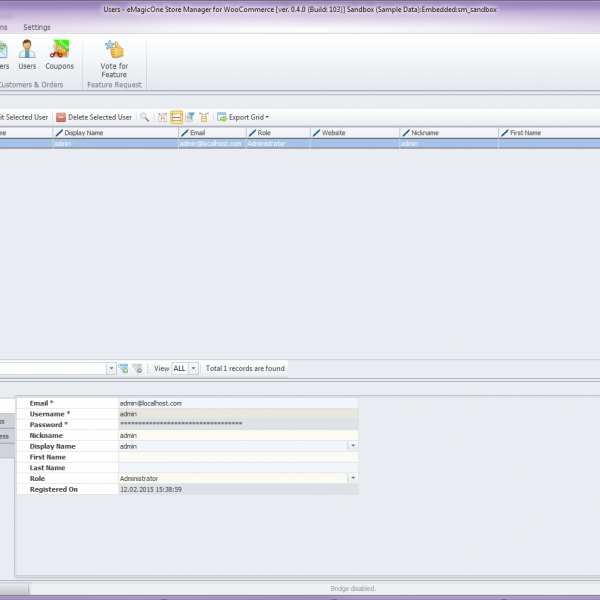 Users - eMagicOne Store Manager for WooCommerce [ver. 0.4.0 (Build: 103)] Sandbox (Sample Data):Embedded:sm_sandbox
ns Settings
ers Users Coupons Vote for Feature
Customers & Orders Feature Request
it Selected User Delete Selected User Export Grid
me Display Name Email Role Website Nickname First Name
admin admin@localhost.com Administrator admin
View ALL Total 1 records are found
Email * admin@localhost.com
Username * admin
ss
Password * **********************************
ess
Nickname admin
Display Name admin
First Name
Last Name
Role Administrator
Registered On 12.02.2015 15:38:59
Bridge disabled.